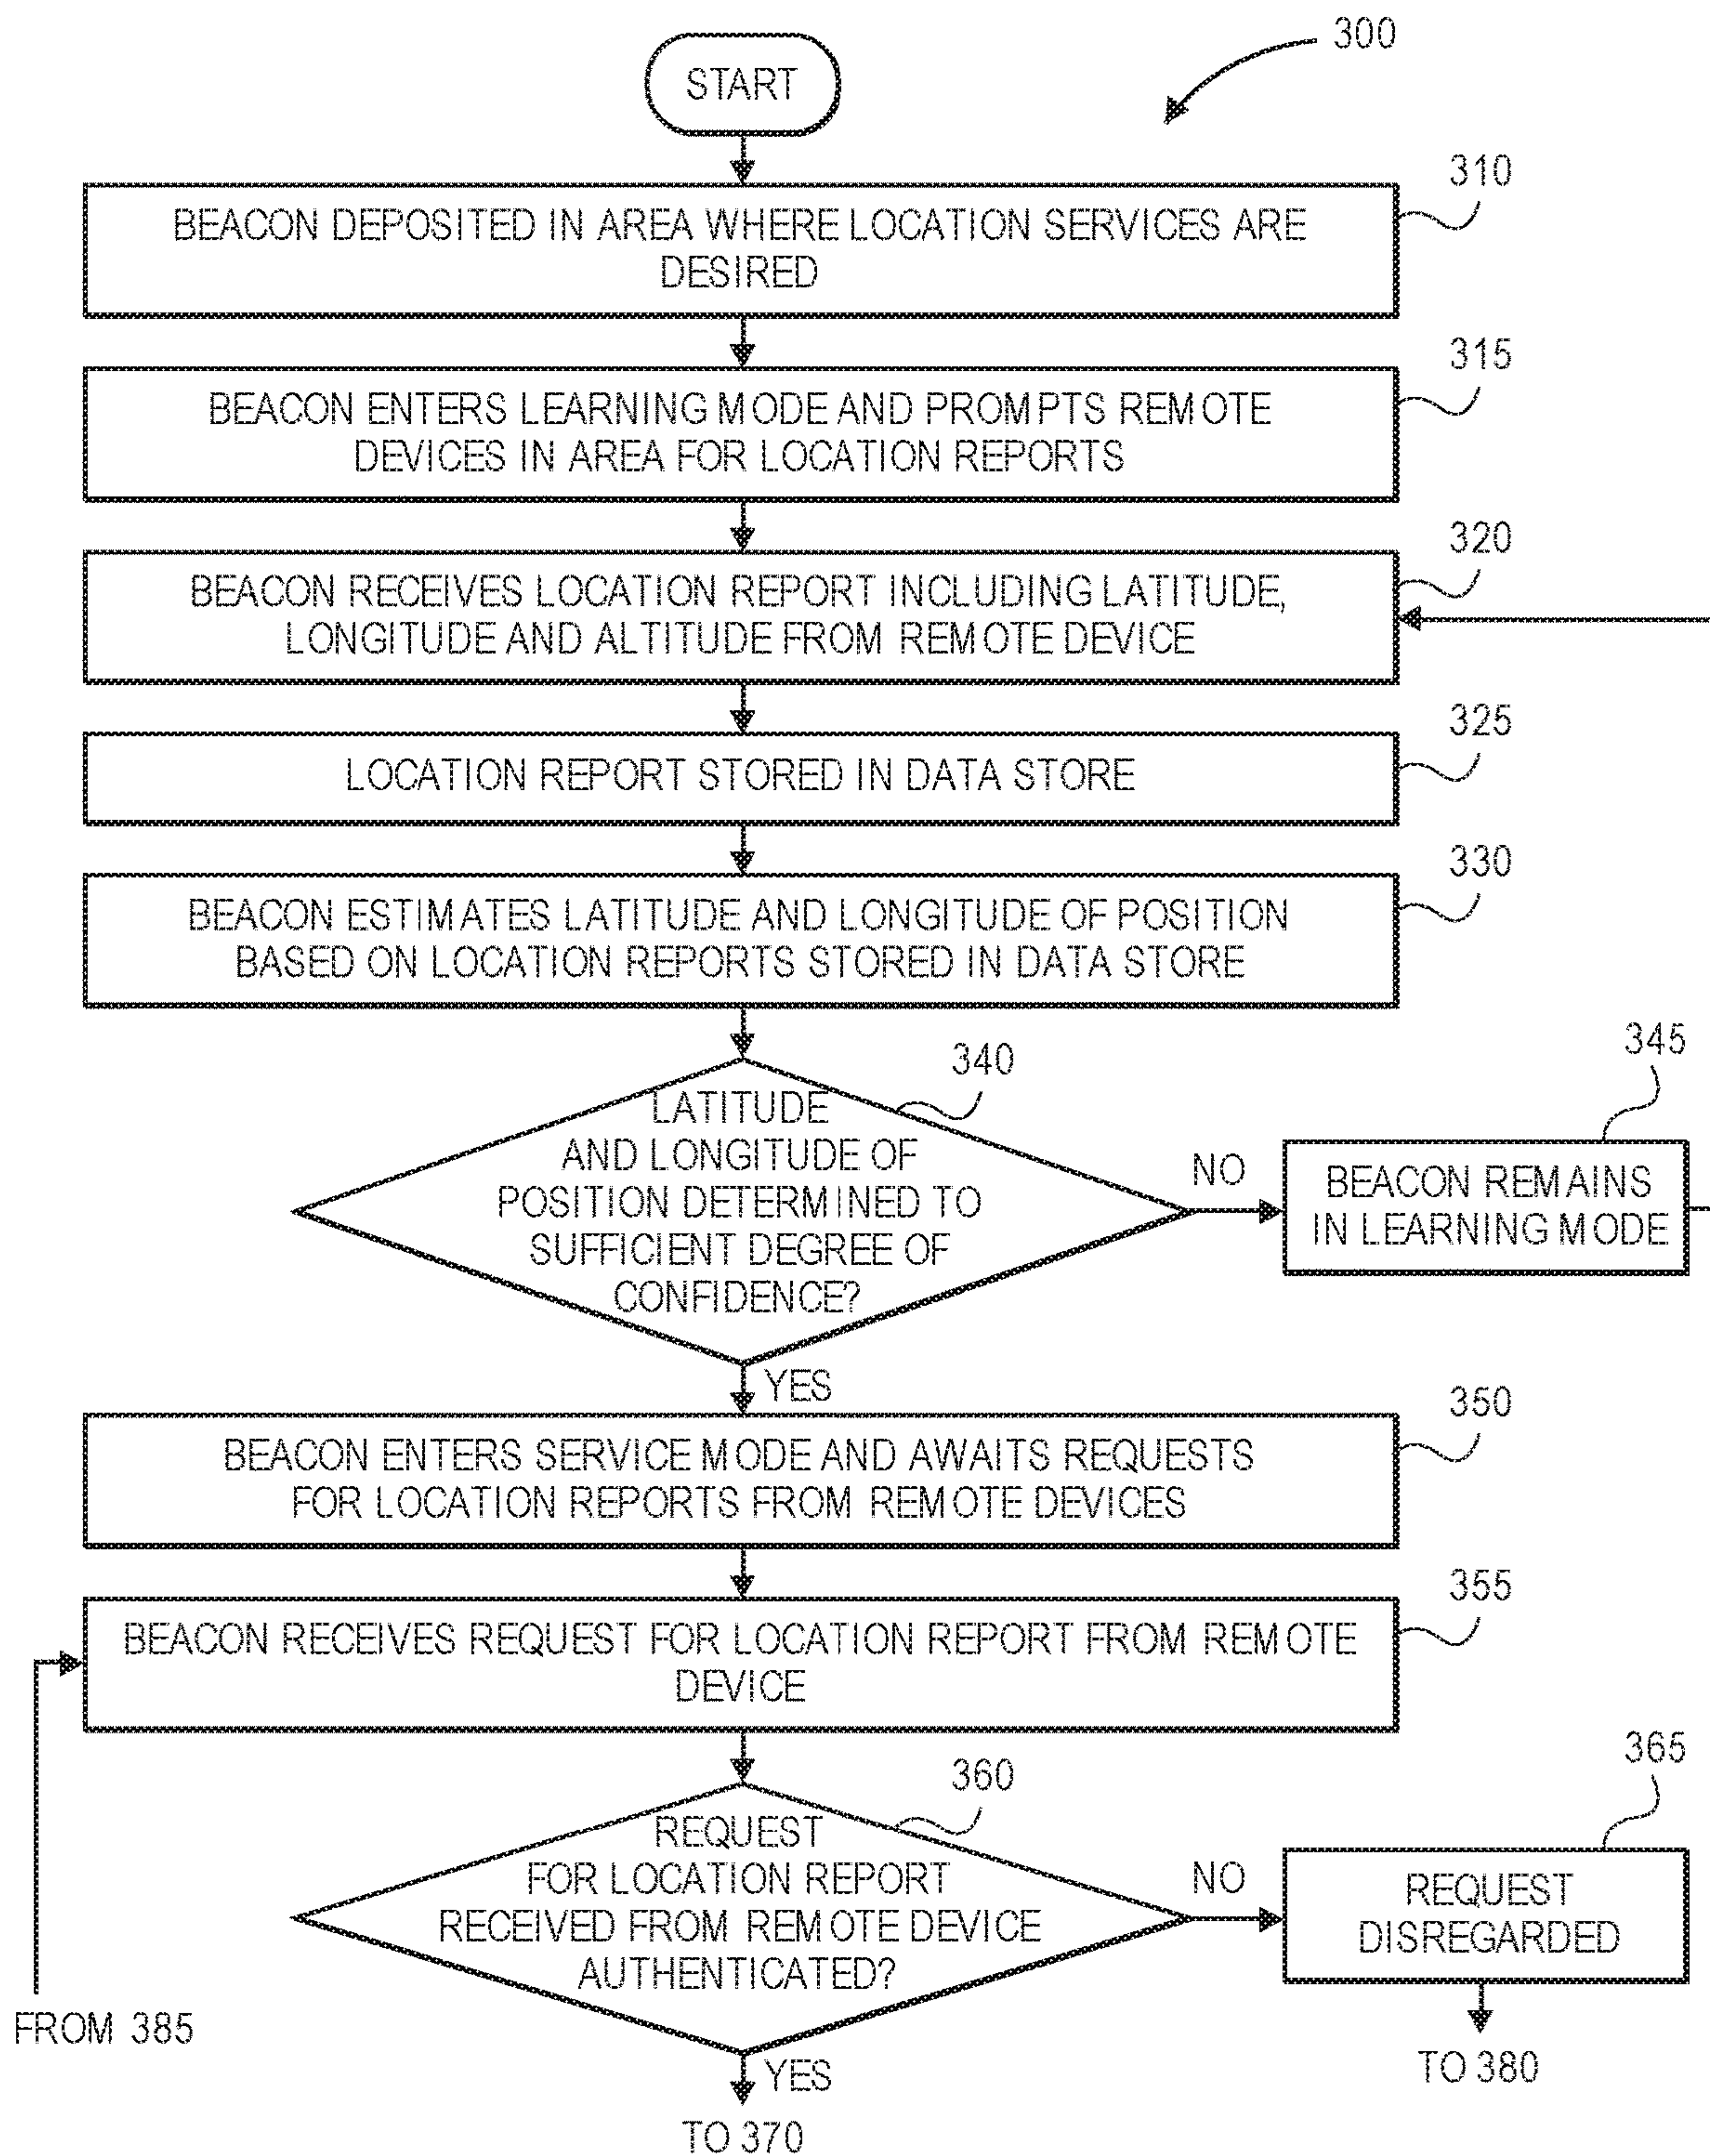 300
START
310
BEACON DEPOSITED IN AREA WHERE LOCATION SERVICES ARE
DESIRED
315
BEACON ENTERS LEARNING MODE AND PROMPTS REMOTE
DEVICES IN AREA FOR LOCATION REPORTS
320
BEACON RECEIVES LOCATION REPORT INCLUDING LATITUDE,
LONGITUDE AND ALTITUDE FROM REMOTE DEVICE
325
LOCATION REPORT STORED IN DATA STORE
330
BEACON ESTIMATES LATITUDE AND LONGITUDE OF POSITION
BASED ON LOCATION REPORTS STORED IN DATA STORE
340
LATITUDE
AND LONGITUDE OF
POSITION DETERMINED TO
SUFFICIENT DEGREE OF
CONFIDENCE?
NO
345
BEACON REMAINS
IN LEARNING MODE
YES
350
BEACON ENTERS SERVICE MODE AND AWAITS REQUESTS
FOR LOCATION REPORTS FROM REMOTE DEVICES
355
BEACON RECEIVES REQUEST FOR LOCATION REPORT FROM REMOTE
DEVICE
360
REQUEST
FOR LOCATION REPORT
RECEIVED FROM REMOTE DEVICE
AUTHENTICATED?
NO
365
REQUEST
DISREGARDED
FROM 385
TO 380
YES
TO 370